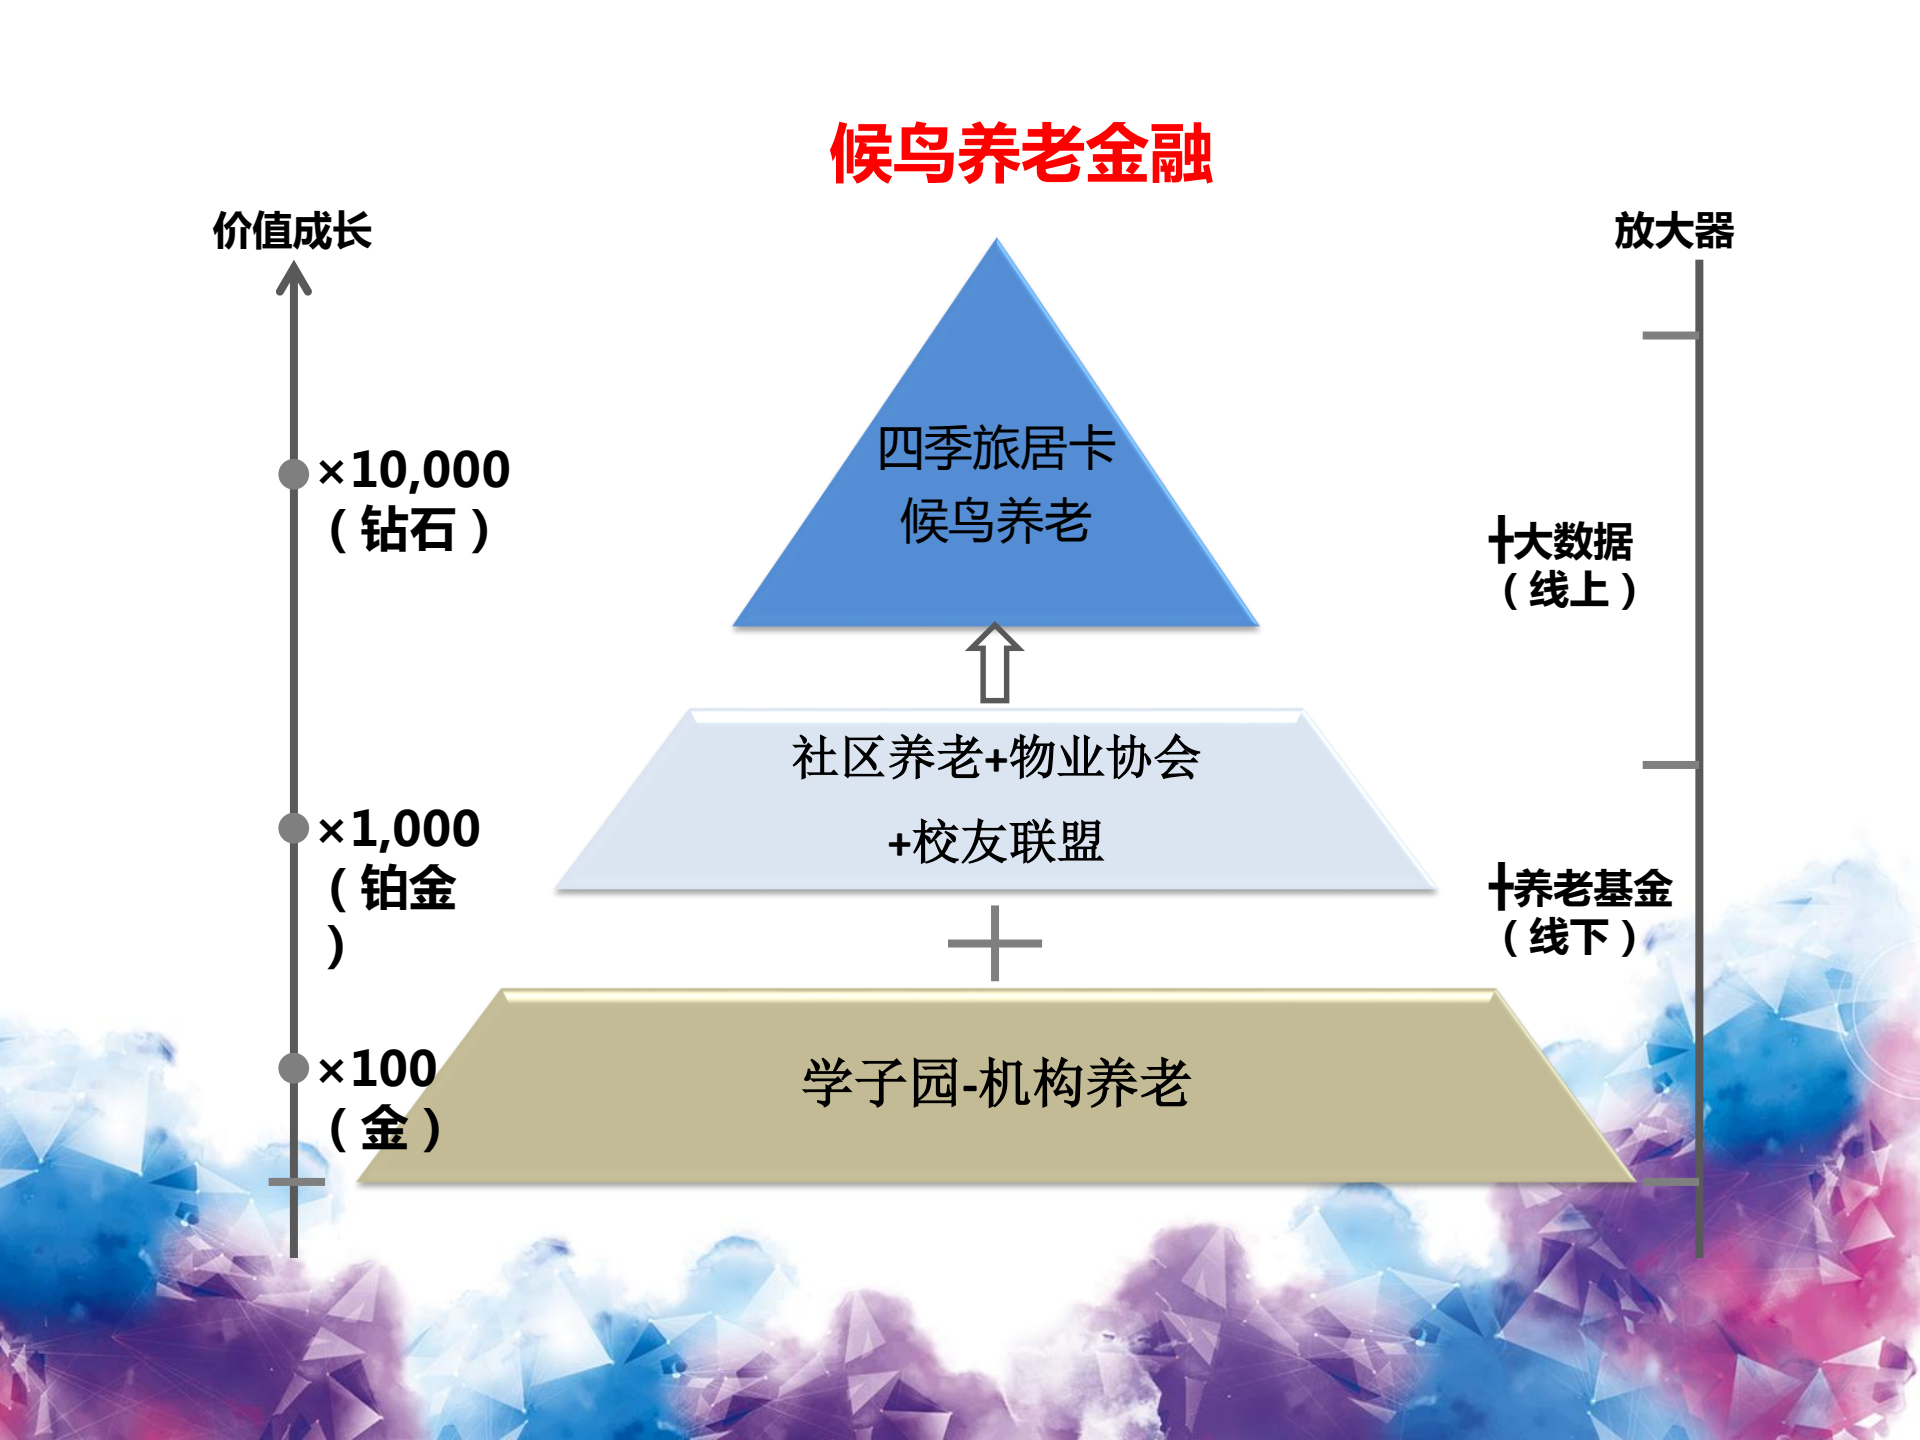 候鸟养老金融
价值成长
放大器
×10,000
（钻石）
四季旅居卡
候鸟养老
+大数据
（线上）
社区养老+物业协会
+校友联盟
×1,000
（铂金
）
+养老基金
（线下）
×100
（金）
学子园-机构养老